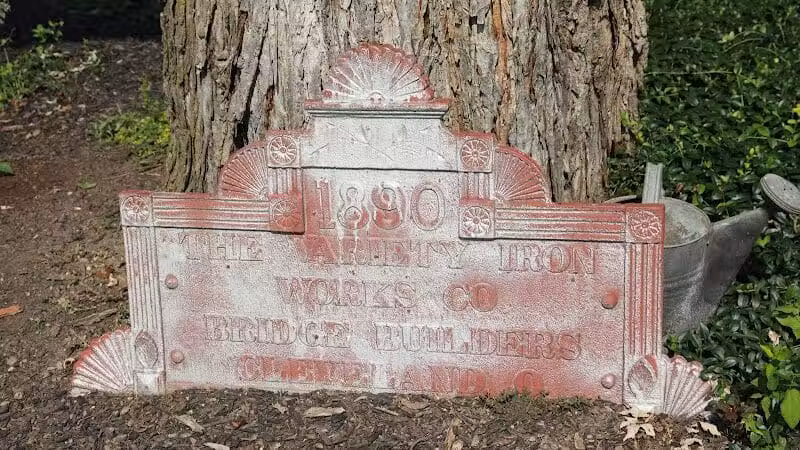 1890
THE VARIETY IRON
WORKS CO
BRIDGE BUILDERS
CLEVELAND, O.